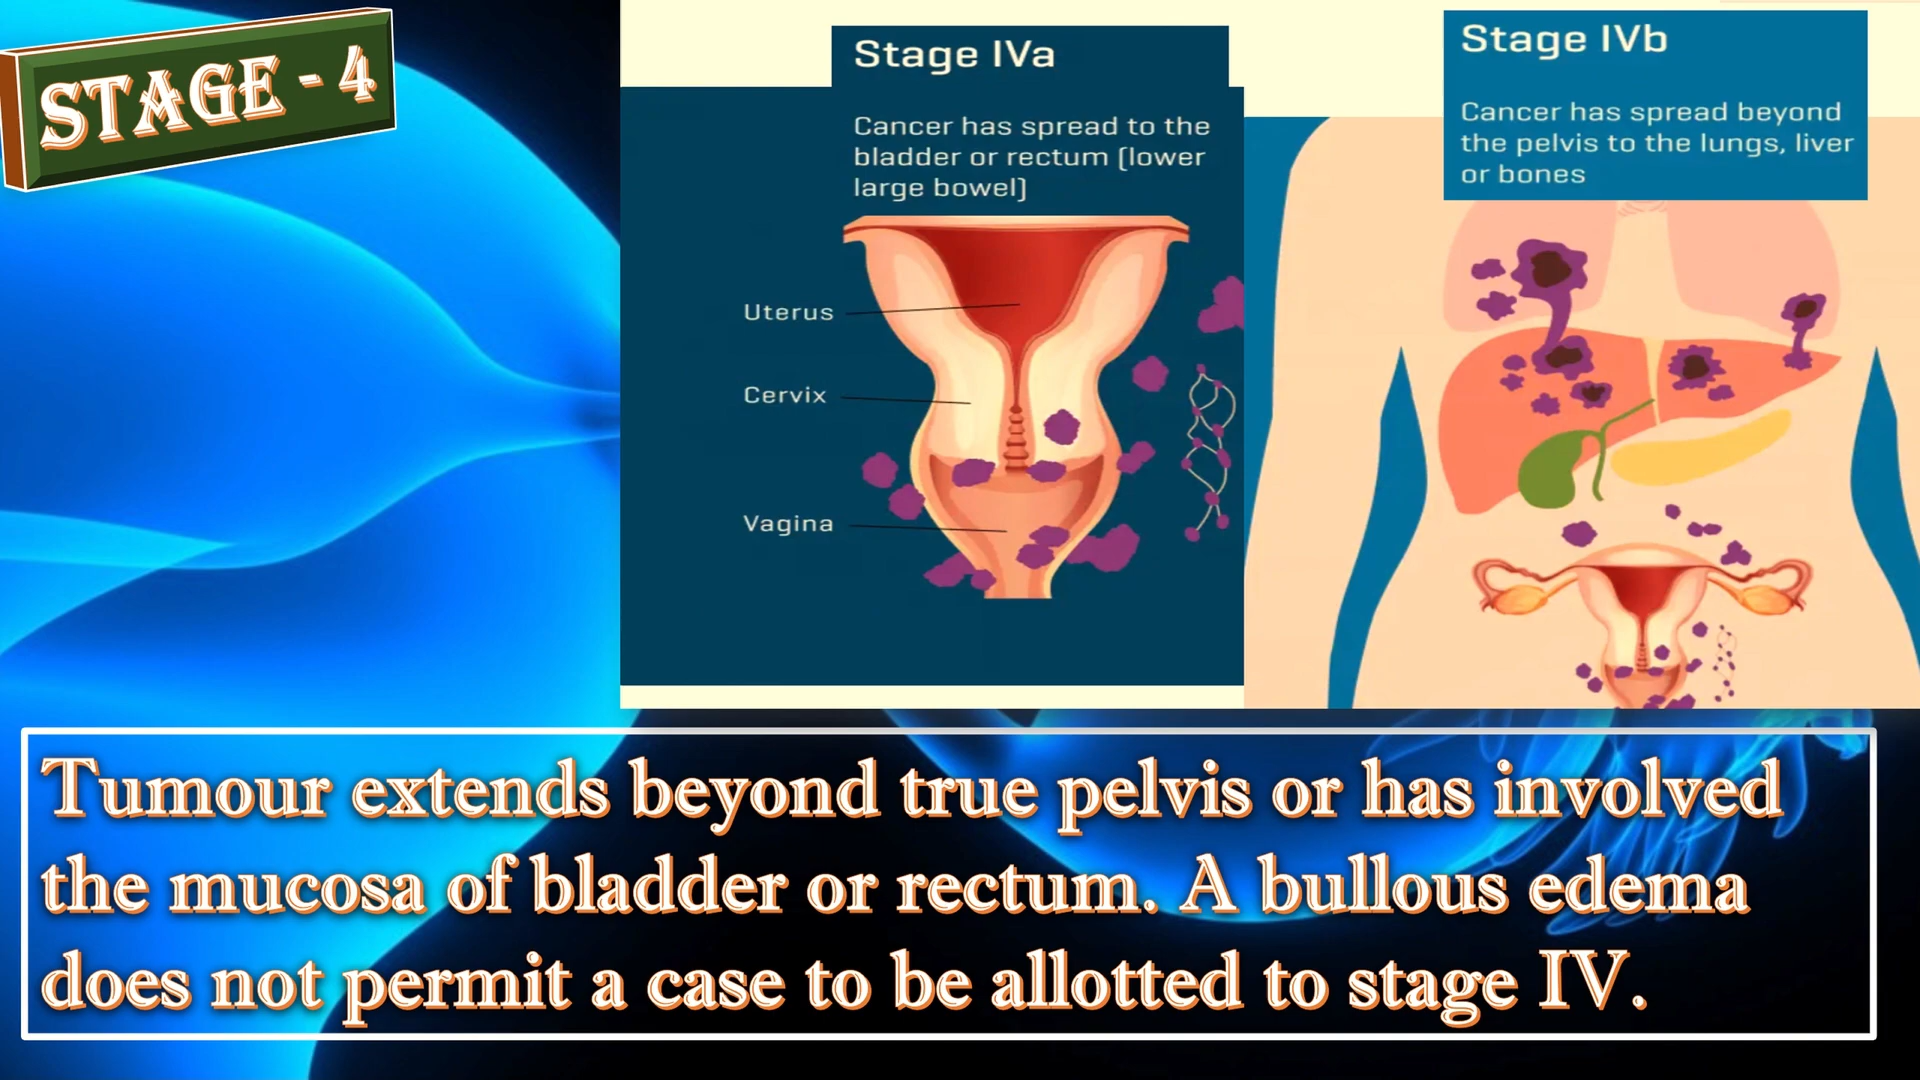 STAGE - 4
Stage IVa
Cancer has spread to the
bladder or rectum (lower
large bowel)
Uterus
Cervix
Vagina
Stage IVb
Cancer has spread beyond
the pelvis to the lungs, liver
or bones
Tumour extends beyond true pelvis or has involved
the mucosa of bladder or rectum. A bullous edema
does not permit a case to be allotted to stage IV.